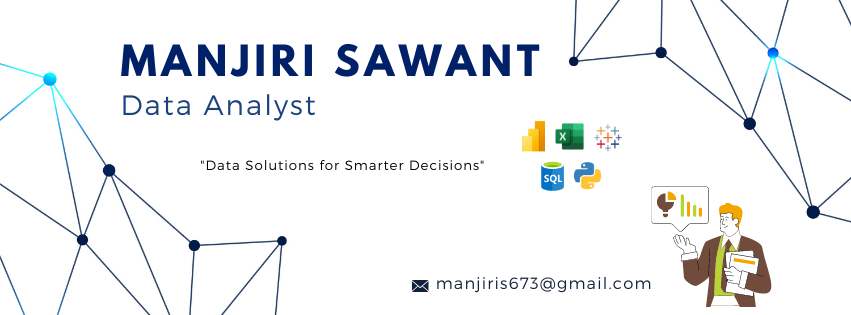 MANJIRI SAWANT
Data Analyst
"Data Solutions for Smarter Decisions"
X
SQL
manjiris673@gmail.com